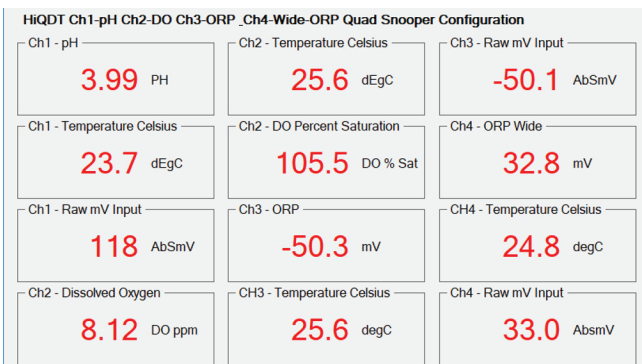 HiQDT Ch1-pH Ch2-DO Ch3-ORP _Ch4-Wide-ORP Quad Snooper Configuration
Ch1 - pH
3.99 PH
Ch2 - Temperature Celsius
25.6 dEgC
Ch3 - Raw mV Input
-50.1 AbSmV
Ch1 - Temperature Celsius
23.7 dEgC
Ch2 - DO Percent Saturation
105.5 DO % Sat
Ch4 - ORP Wide
32.8 mV
Ch1 - Raw mV Input
118 AbSmV
Ch3 - ORP
-50.3 mV
CH4 - Temperature Celsius
24.8 degC
Ch2 - Dissolved Oxygen
8.12 DO ppm
CH3 - Temperature Celsius
25.6 degC
Ch4 - Raw mV Input
33.0 AbsmV